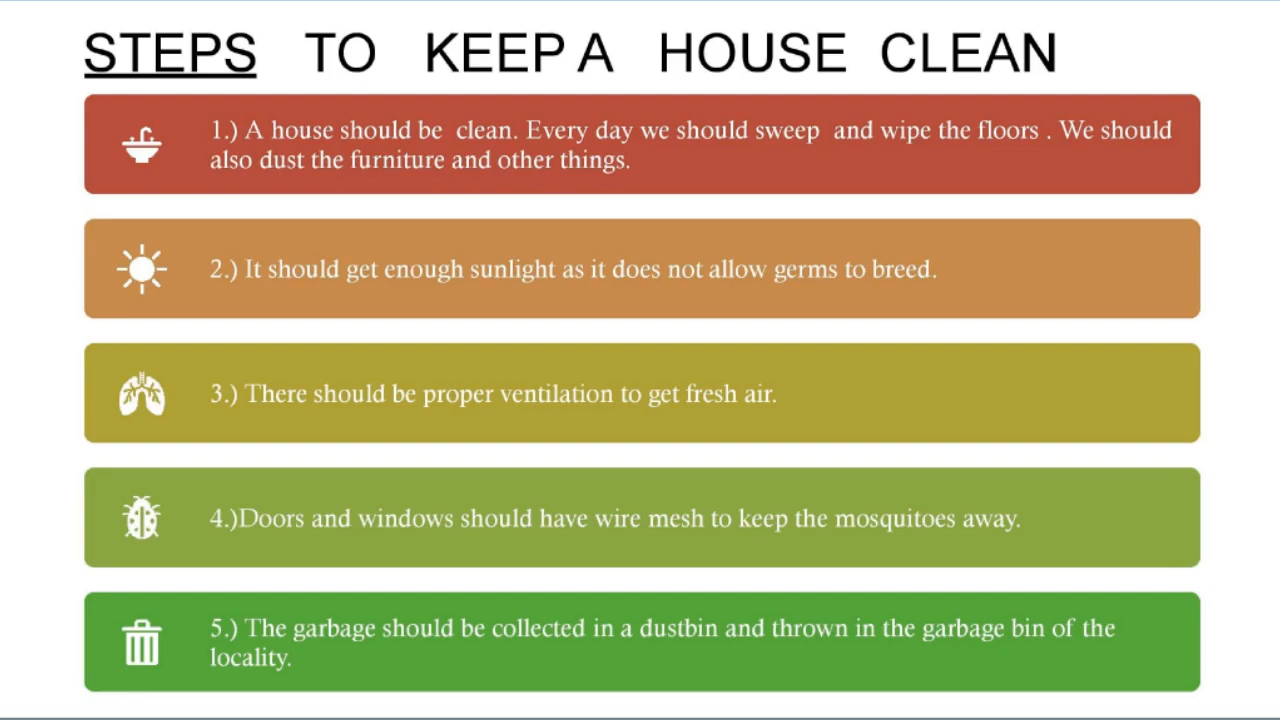 STEPS TO KEEP A HOUSE CLEAN
1.) A house should be clean. Every day we should sweep and wipe the floors . We should
also dust the furniture and other things.
2.) It should get enough sunlight as it does not allow germs to breed.
3.) There should be proper ventilation to get fresh air.
4.)Doors and windows should have wire mesh to keep the mosquitoes away.
5.) The garbage should be collected in a dustbin and thrown in the garbage bin of the
locality.